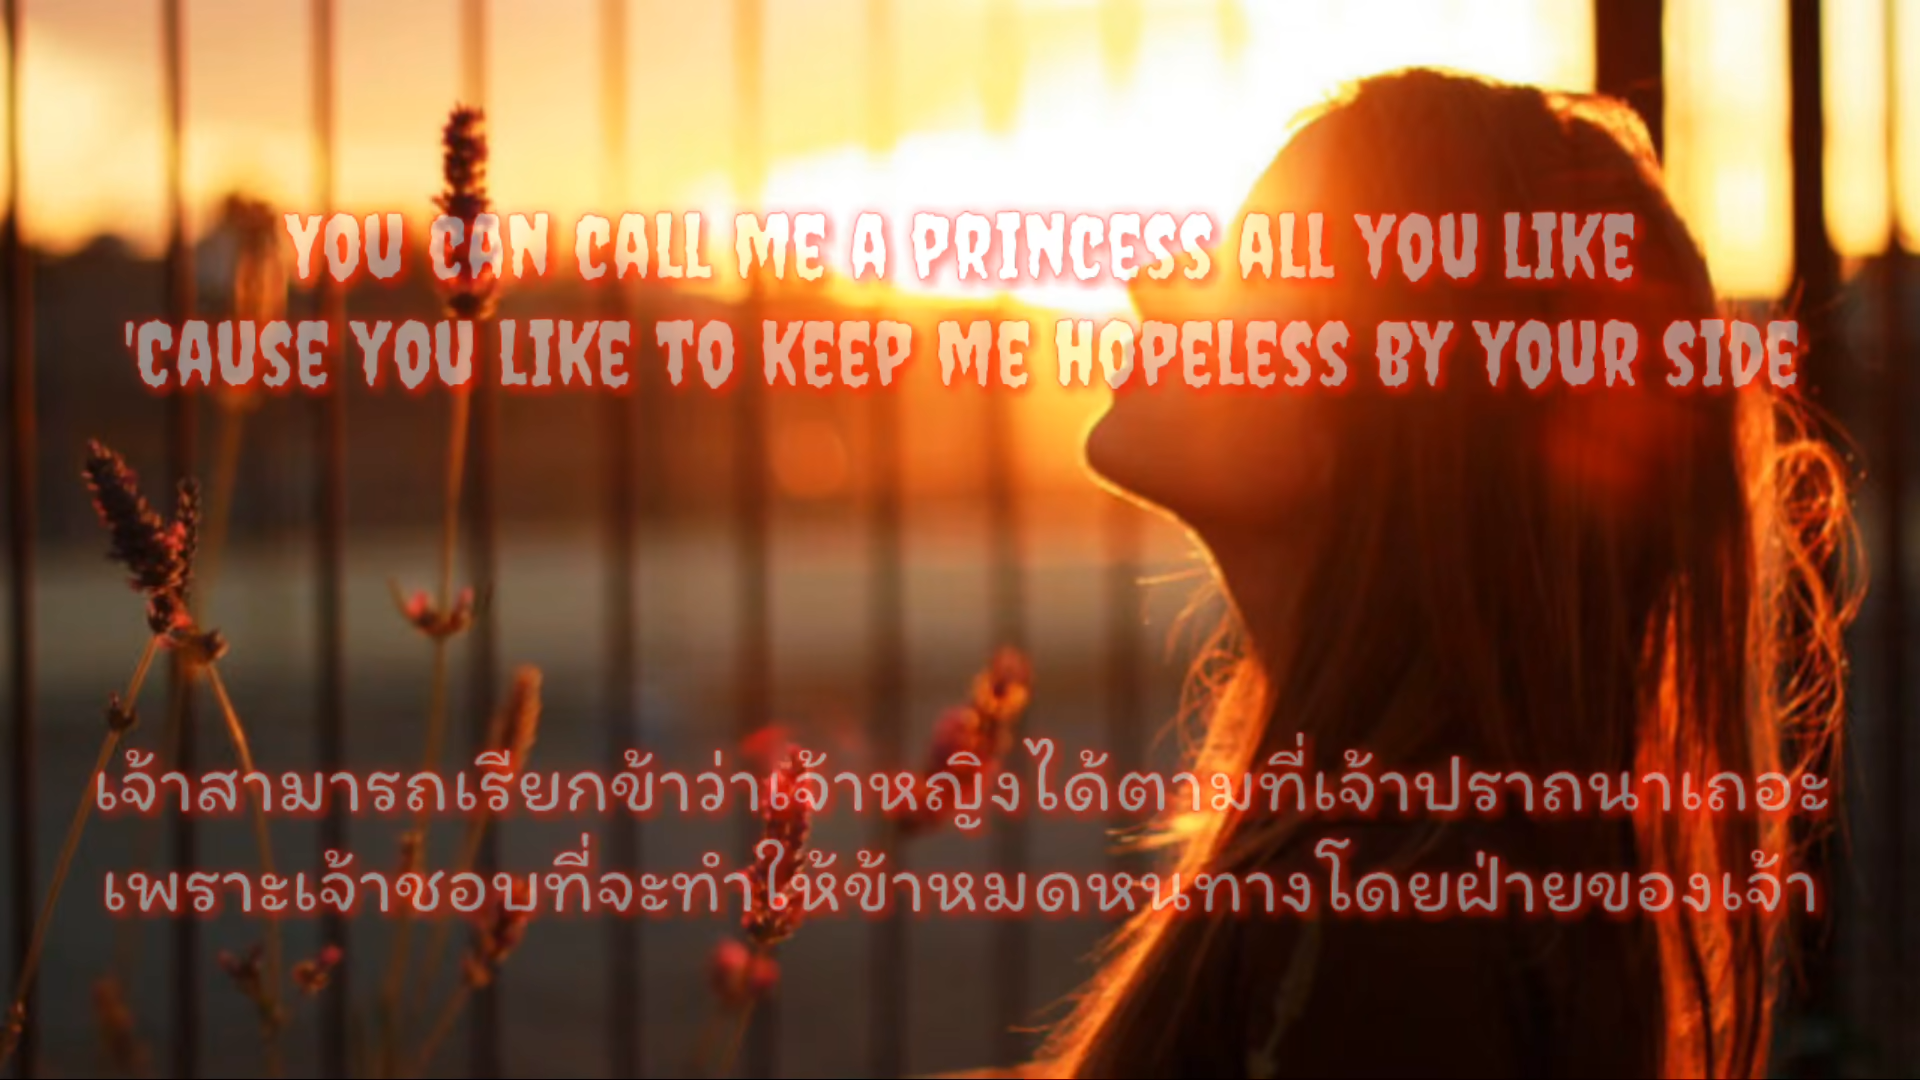 YOU CAN CALL ME A PRINCESS ALL YOU LIKE
'CAUSE YOU LIKE TO KEEP ME HOPELESS BY YOUR SIDE
เจ้าสามารถเรียกข้าว่าเจ้าหญิงได้ตามที่เจ้าปรารถนาเถอะ
เพราะเจ้าชอบที่จะทำให้ข้าหมดหนทางโดยฝ่ายของเจ้า